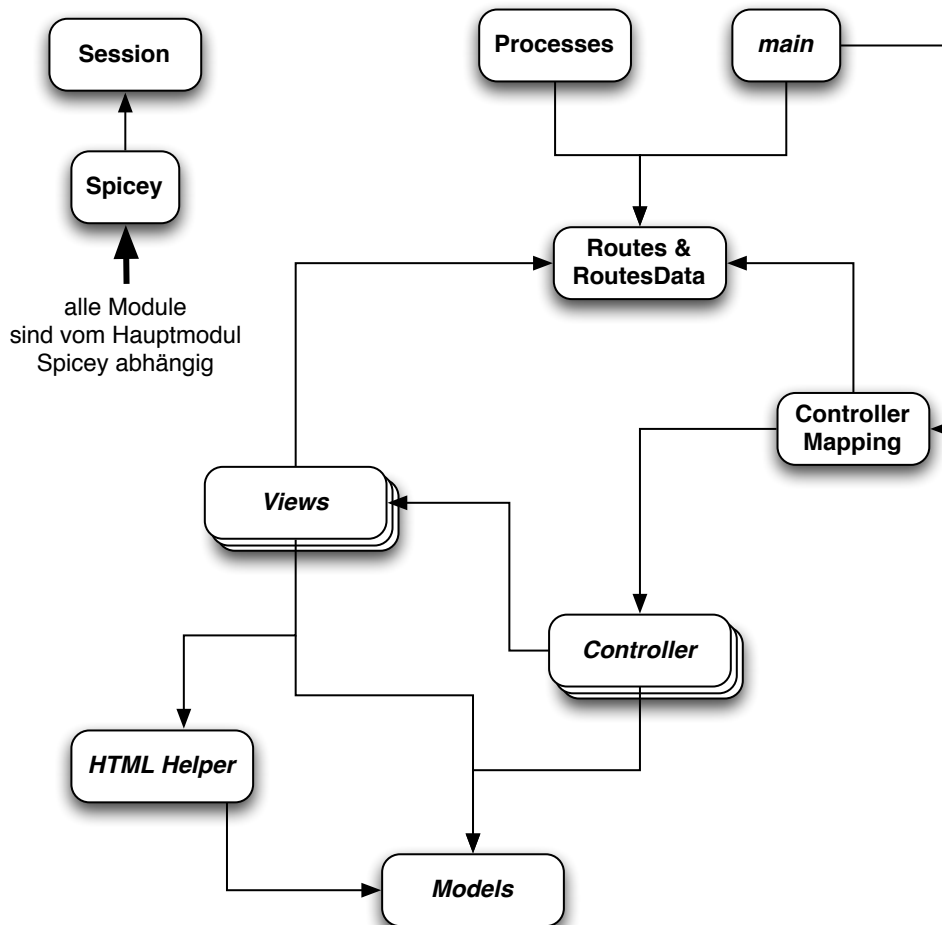 Session
Processes
main
Spicey
Routes &
RoutesData
alle Module
sind vom Hauptmodul
Spicey abhängig
Controller
Mapping
Views
Controller
HTML Helper
Models